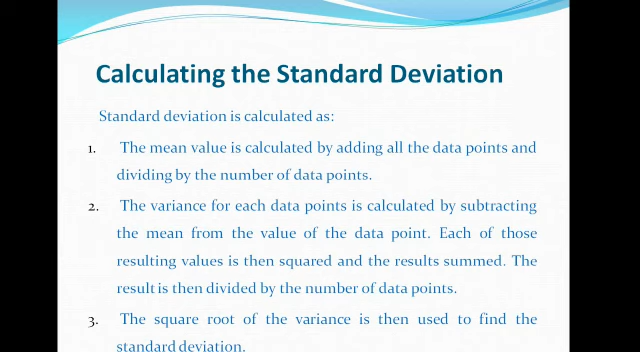 Calculating the Standard Deviation
Standard deviation is calculated as:
1. The mean value is calculated by adding all the data points and
dividing by the number of data points.
2. The variance for each data points is calculated by subtracting
the mean from the value of the data point. Each of those
resulting values is then squared and the results summed. The
result is then divided by the number of data points.
3. The square root of the variance is then used to find the
standard deviation.